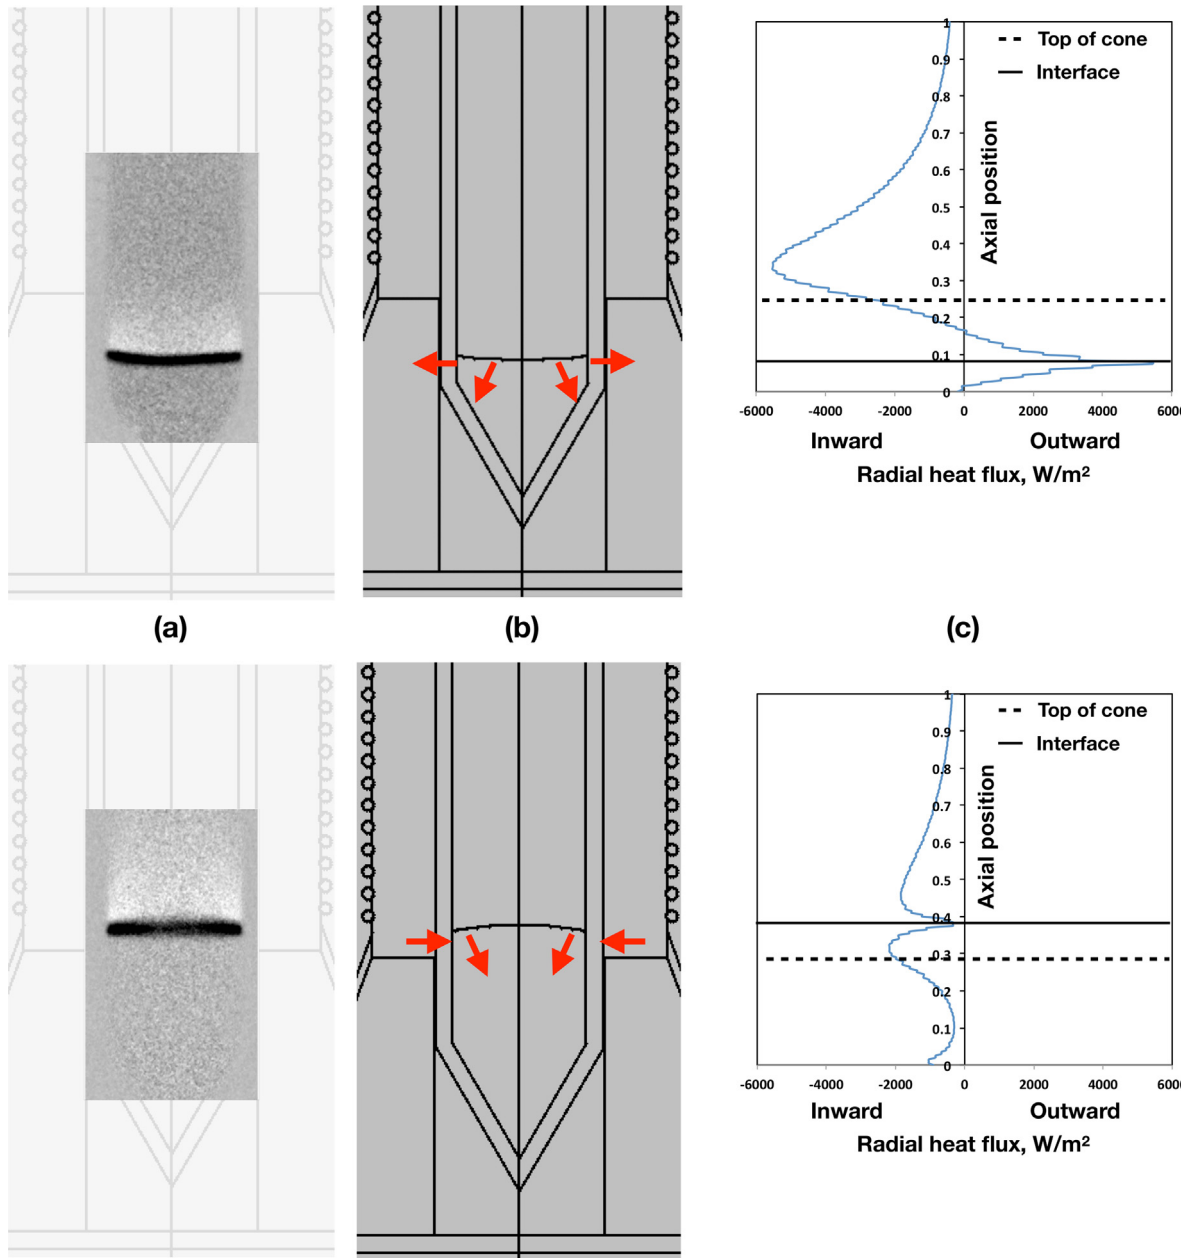 1
0.9
0.8
0.7
0.6
0.5
0.4
0.3
0.2
0.1
0
Top of cone
Interface
Axial position
-6000 -4000 -2000 0 2000 4000 6000
Inward Outward
Radial heat flux, W/m²
(a) (b) (c)
1
0.9
0.8
0.7
0.6
0.5
0.4
0.3
0.2
0.1
0
Top of cone
Interface
Axial position
-6000 -4000 -2000 0 2000 4000 6000
Inward Outward
Radial heat flux, W/m²